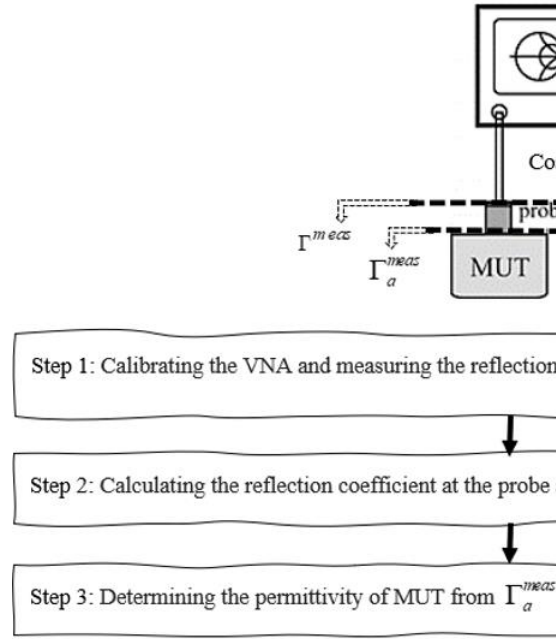 Co
prob
Γ^meas
Γ_a^meas
MUT
Step 1: Calibrating the VNA and measuring the reflection
Step 2: Calculating the reflection coefficient at the probe
Step 3: Determining the permittivity of MUT from Γ_a^meas